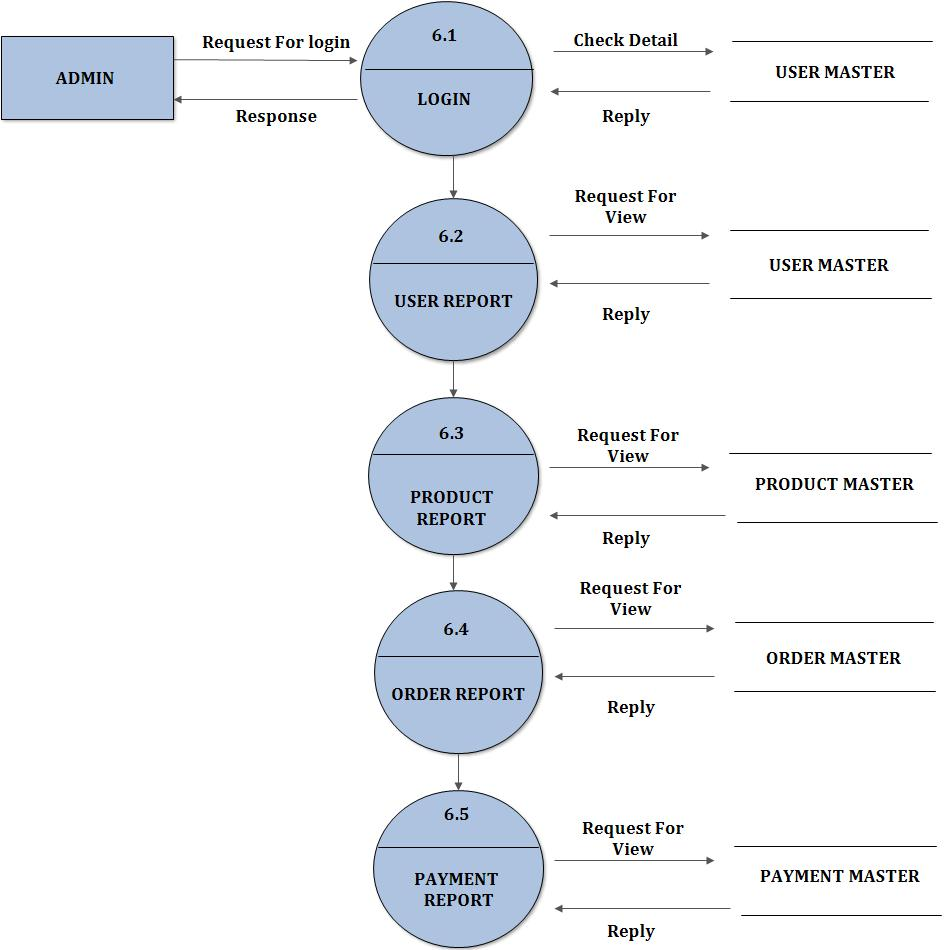 6.1
Request For login
Check Detail
ADMIN
LOGIN
USER MASTER
Response
Reply
Request For
View
6.2
USER MASTER
USER REPORT
Reply
6.3
Request For
View
PRODUCT MASTER
PRODUCT
REPORT
Reply
Request For
View
6.4
ORDER MASTER
ORDER REPORT
Reply
6.5
Request For
View
PAYMENT MASTER
PAYMENT
REPORT
Reply